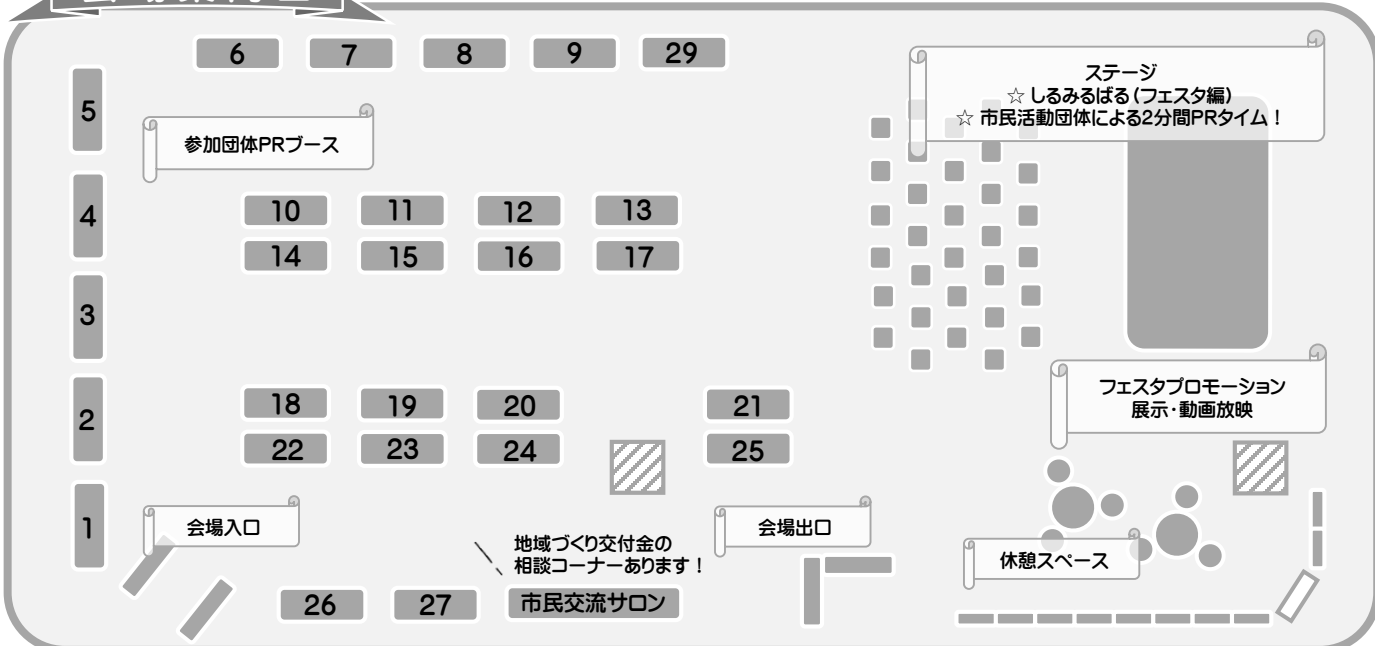 6 7 8 9 29
5
ステージ
☆ しるみるばる(フェスタ編)
☆ 市民活動団体による2分間PRタイム!
参加団体PRブース
4
10 11 12 13
14 15 16 17
3
2
18 19 20 21
22 23 24 25
フェスタプロモーション
展示・動画放映
1
会場入口
会場出口
地域づくり交付金の
相談コーナーあります!
休憩スペース
26 27 市民交流サロン